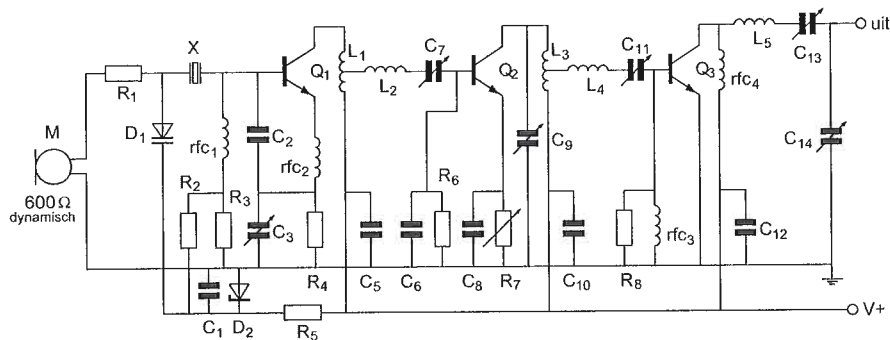 uit
L5
C13
L1
X
C7
L3
C11
Q1
Q2
Q3
rfc4
L2
L4
R1
M
D1
rfc1
C2
rfc2
C9
C14
R2
R3
R6
600 Ω
dynamisch
C3
rfc3
C12
R4
C5
C6
C8
R7
C10
R8
C1
D2
R5
V+